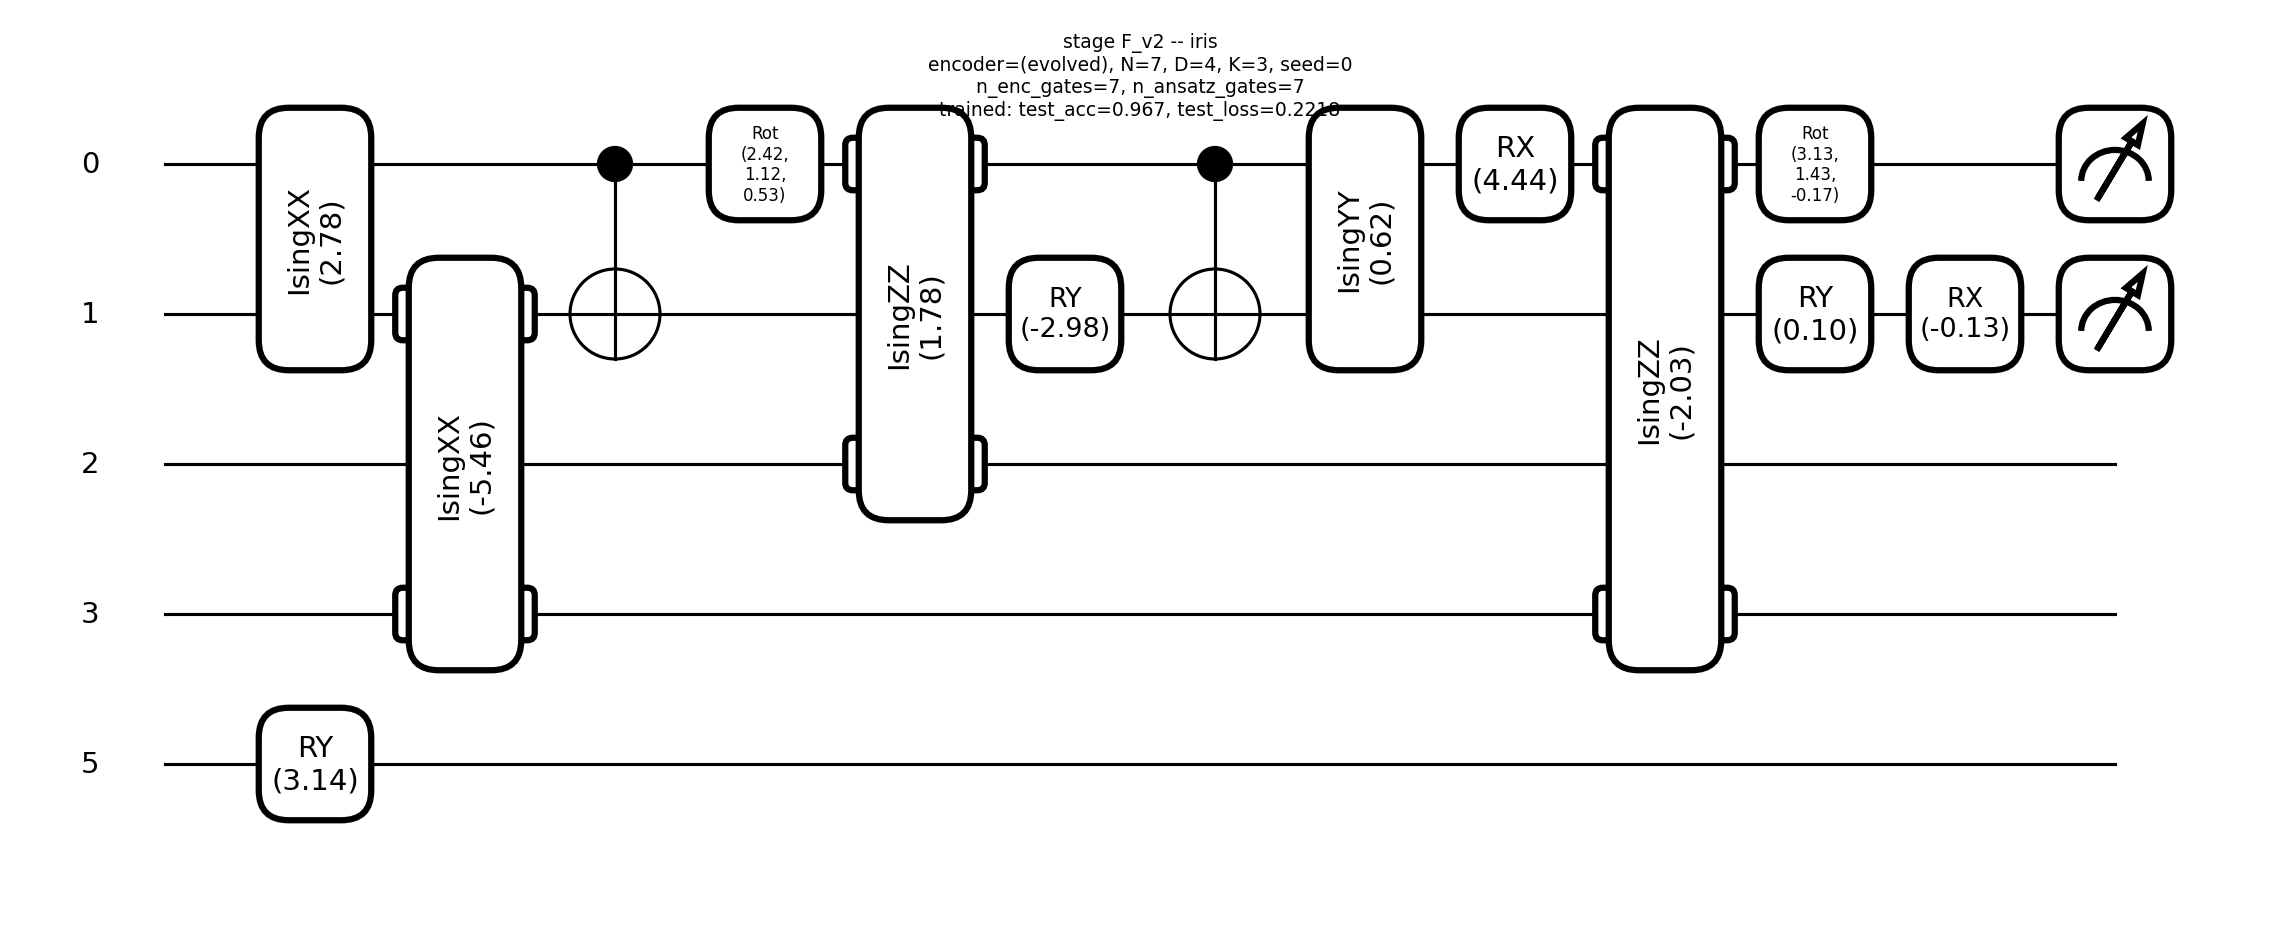 stage F_v2 -- iris
encoder=(evolved), N=7, D=4, K=3, seed=0
n_enc_gates=7, n_ansatz_gates=7
trained: test_acc=0.967, test_loss=0.2218
0
1
2
3
5
IsingXX
(2.78)
RY
(3.14)
IsingXX
(-5.46)
Rot
(2.42,
1.12,
0.53)
IsingZZ
(1.78)
RY
(-2.98)
IsingYY
(0.62)
RX
(4.44)
IsingZZ
(-2.03)
Rot
(3.13,
1.43,
-0.17)
RY
(0.10)
RX
(-0.13)